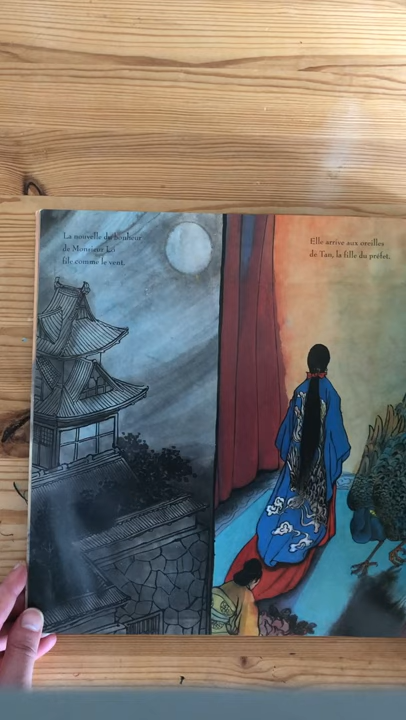 La nouvelle du bonheur
de Monsieur Li
file comme le vent.
Elle arrive aux oreilles
de Tan, la fille du préfet.